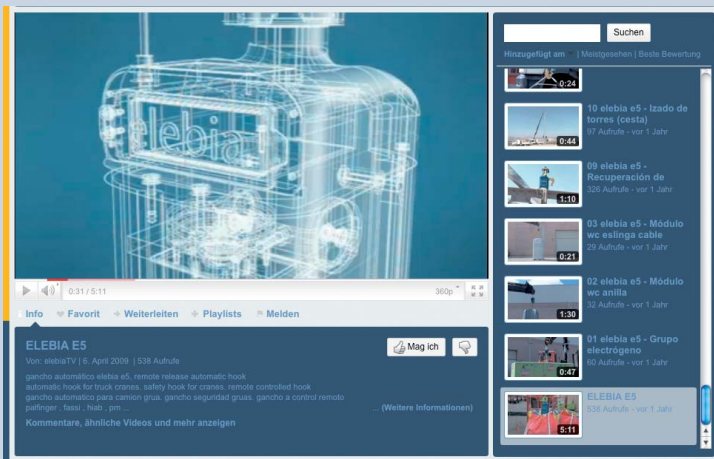 elebia
0:31 / 5:11
360p
Info
Favorit
Weiterleiten
Playlists
Melden
ELEBIA E5
Mag ich
Von: elebiaTV | 6. April 2009 | 538 Aufrufe
gancho automático elebia e5, remote release automatic hook
automatic hook for truck cranes. safety hook for cranes. remote controlled hook
gancho automatico para camion grua. gancho seguridad gruas. gancho a control remoto
palfinger , fassi , hiab , pm ...
... (Weitere Informationen)
Kommentare, ähnliche Videos und mehr anzeigen
Suchen
Hinzugefügt am | Meistgesehen | Beste Bewertung
0:24
10 elebia e5 - Izado de
torres (cesta)
97 Aufrufe - vor 1 Jahr
0:44
09 elebia e5 -
Recuperación de
326 Aufrufe - vor 1 Jahr
1:10
03 elebia e5 - Módulo
wc eslinga cable
29 Aufrufe - vor 1 Jahr
0:21
02 elebia e5 - Módulo
wc anilla
32 Aufrufe - vor 1 Jahr
1:30
01 elebia e5 - Grupo
electrógeno
60 Aufrufe - vor 1 Jahr
0:47
ELEBIA E5
538 Aufrufe - vor 1 Jahr
5:11